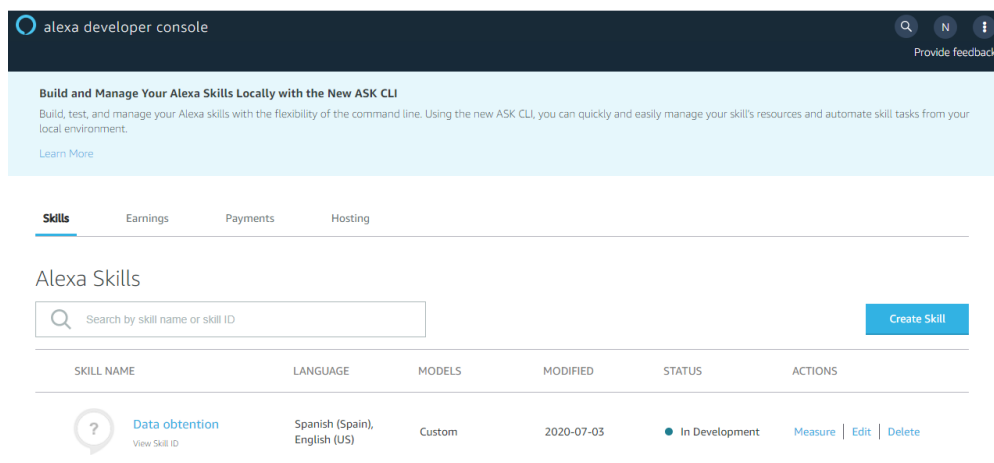 alexa developer console
N
Provide feedback
Build and Manage Your Alexa Skills Locally with the New ASK CLI
Build, test, and manage your Alexa skills with the flexibility of the command line. Using the new ASK CLI, you can quickly and easily manage your skill's resources and automate skill tasks from your
local environment.
Learn More
Skills Earnings Payments Hosting
Alexa Skills
Search by skill name or skill ID
Create Skill
SKILL NAME LANGUAGE MODELS MODIFIED STATUS ACTIONS
? Data obtention
View Skill ID
Spanish (Spain),
English (US)
Custom 2020-07-03 In Development Measure | Edit | Delete